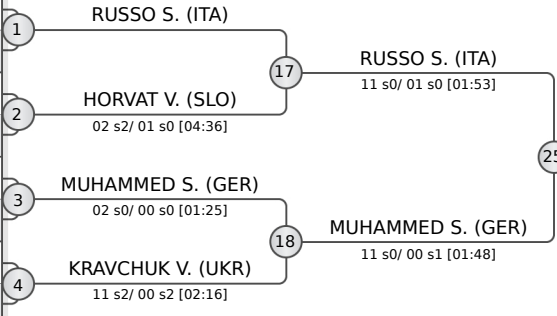 RUSSO S. (ITA)
1
17
RUSSO S. (ITA)
11 s0/ 01 s0 [01:53]
HORVAT V. (SLO)
2
02 s2/ 01 s0 [04:36]
25
MUHAMMED S. (GER)
3
02 s0/ 00 s0 [01:25]
18
MUHAMMED S. (GER)
11 s0/ 00 s1 [01:48]
KRAVCHUK V. (UKR)
4
11 s2/ 00 s2 [02:16]